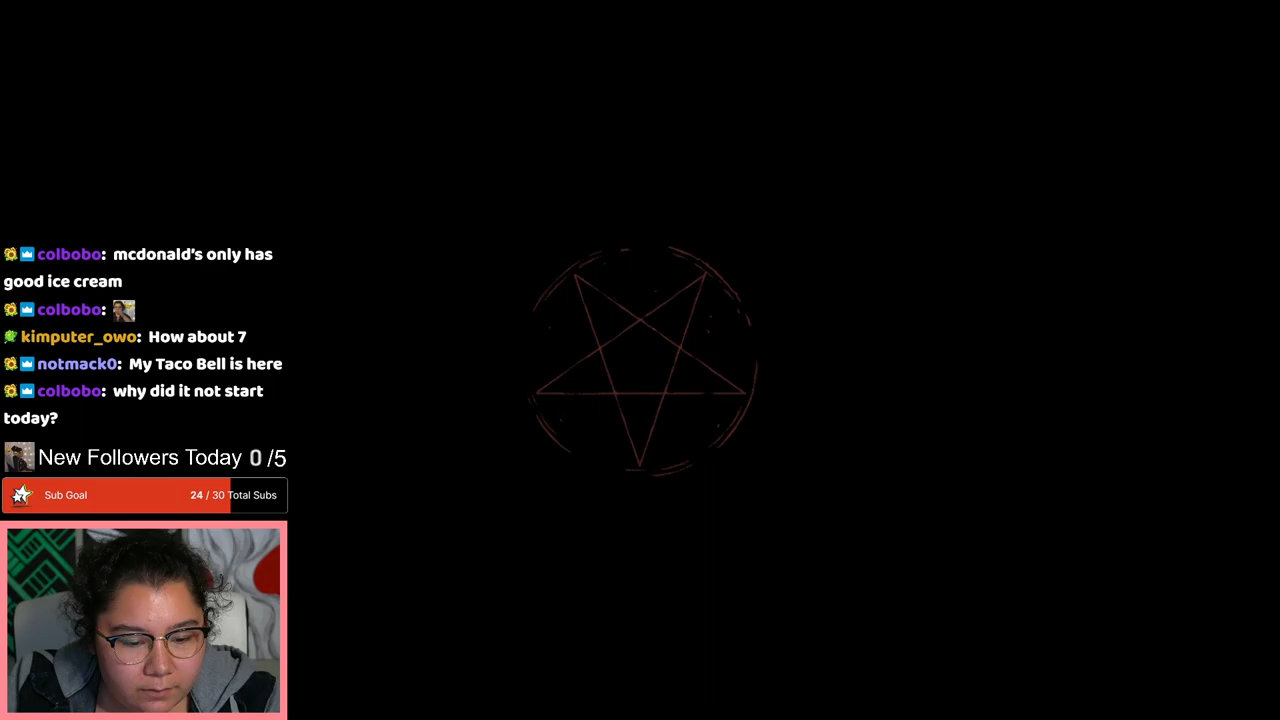 colbobo: mcdonald's only has
good ice cream
colbobo:
kimputer_owo: How about 7
notmack0: My Taco Bell is here
colbobo: why did it not start
today?
New Followers Today 0 /5
Sub Goal 24 / 30 Total Subs